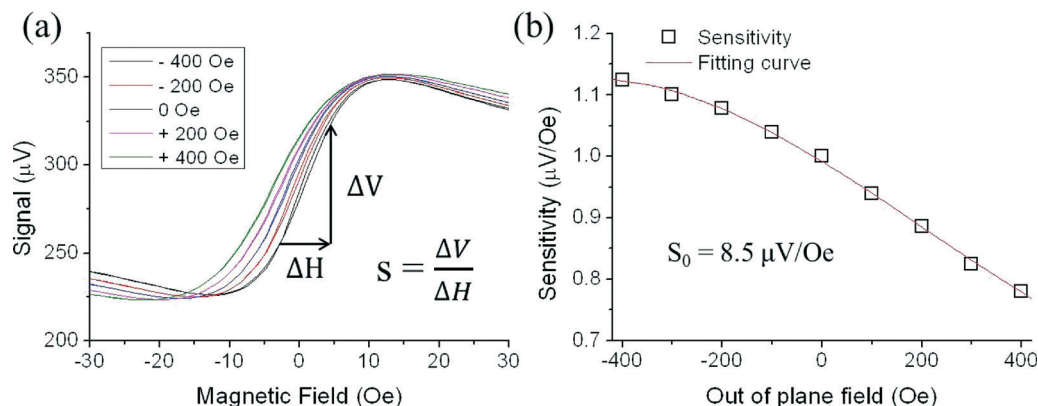 (a)
- 400 Oe
- 200 Oe
0 Oe
+ 200 Oe
+ 400 Oe
350
300
250
200
Signal (μV)
-30 -20 -10 0 10 20 30
Magnetic Field (Oe)
ΔV
ΔH
S = ΔV/ΔH
(b)
Sensitivity
Fitting curve
1.2
1.1
1.0
0.9
0.8
0.7
Sensitivity (μV/Oe)
S₀ = 8.5 μV/Oe
-400 -200 0 200 400
Out of plane field (Oe)